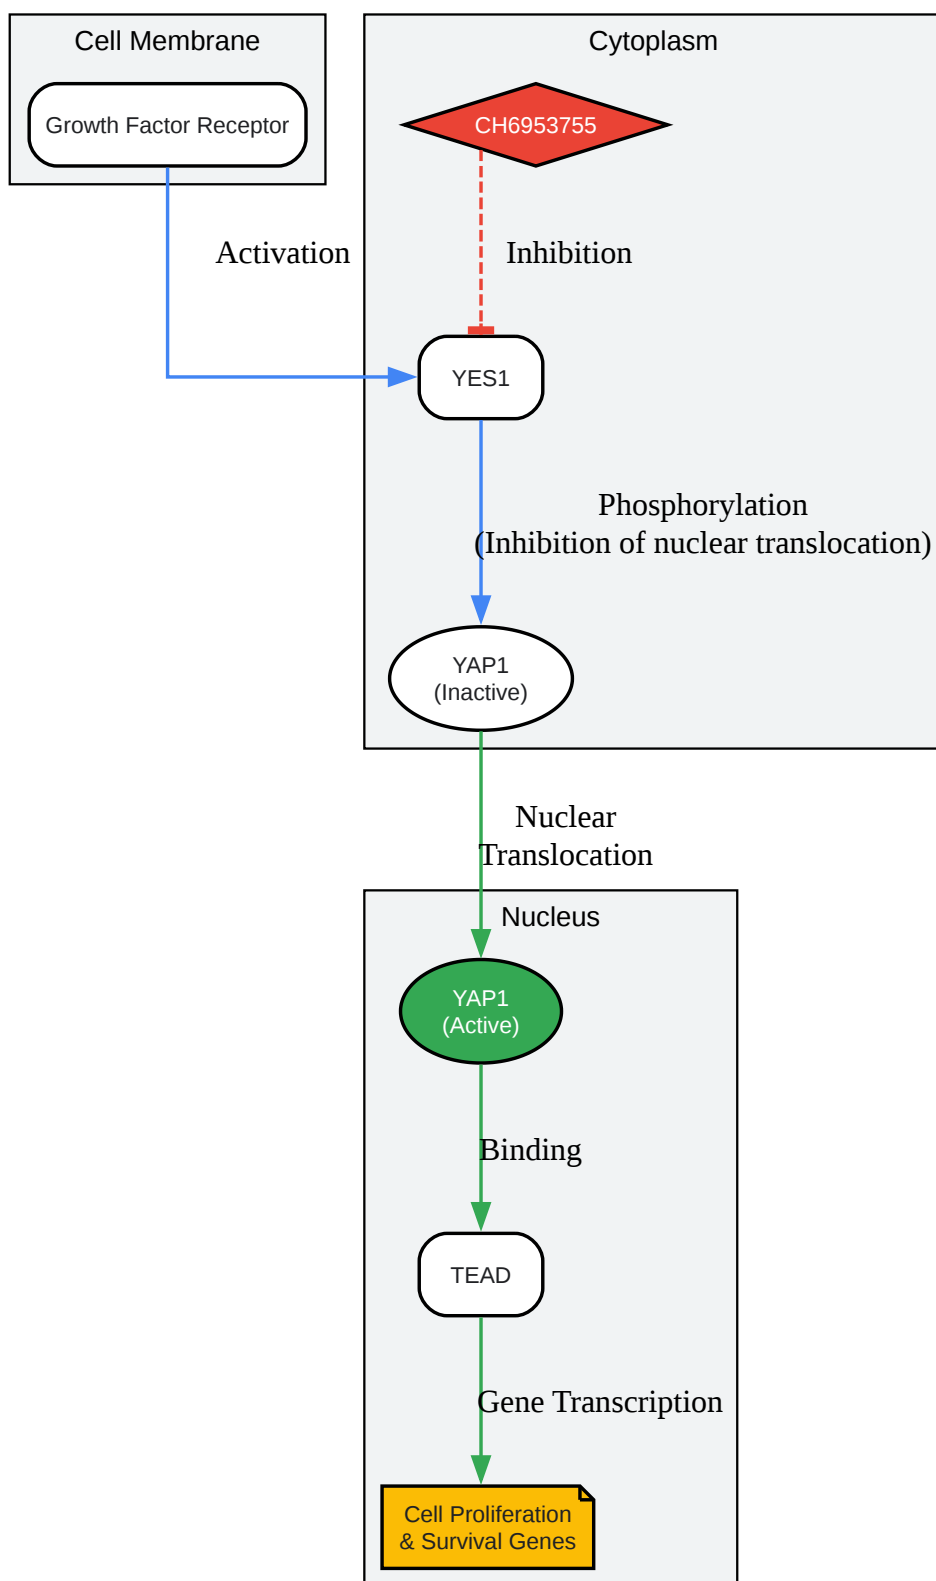 Cell Membrane
Cytoplasm
Growth Factor Receptor
CH6953755
Activation
Inhibition
YES1
Phosphorylation
(Inhibition of nuclear translocation)
YAP1
(Inactive)
Nuclear
Translocation
Nucleus
YAP1
(Active)
Binding
TEAD
Gene Transcription
Cell Proliferation
& Survival Genes